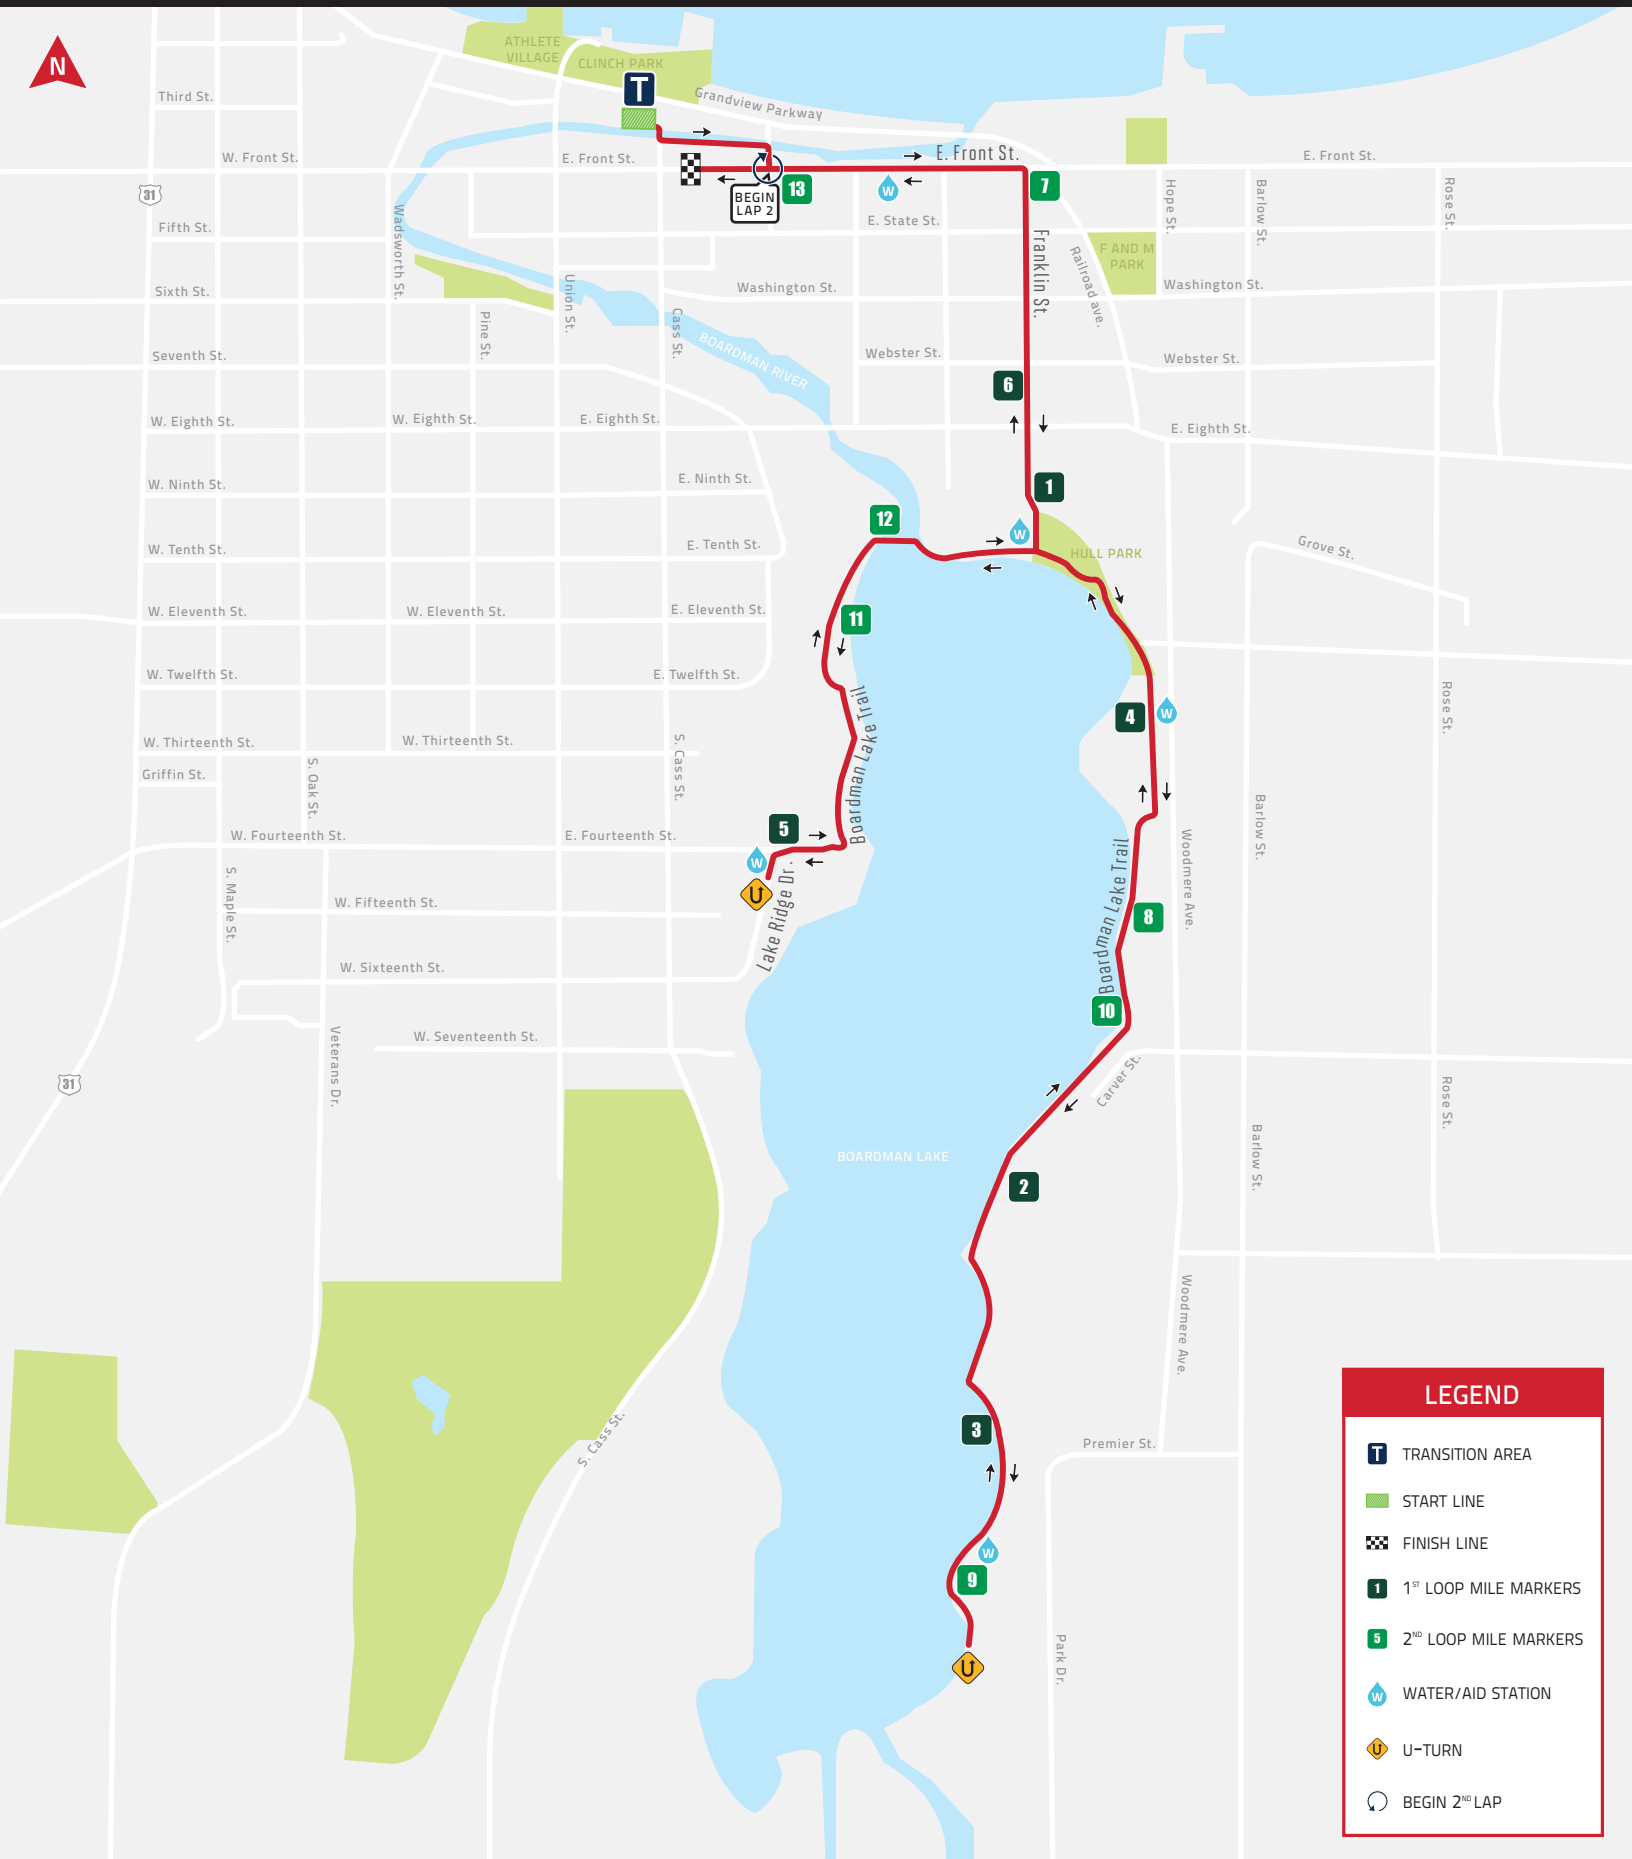 N
ATHLETE
VILLAGE
CLINCH PARK
T
Third St.
Grandview Parkway
W. Front St.
E. Front St.
E. Front St.
E. Front St.
31
BEGIN
LAP 2
13
W
7
Hope St.
Barlow St.
Rose St.
Fifth St.
Wadsworth St.
E. State St.
Franklin St.
Railroad ave.
F AND M
PARK
Sixth St.
Union St.
Washington St.
Washington St.
Pine St.
Cass St.
BOARDMAN RIVER
Seventh St.
Webster St.
Webster St.
6
W. Eighth St.
W. Eighth St.
E. Eighth St.
E. Eighth St.
W. Ninth St.
E. Ninth St.
1
12
W
W. Tenth St.
E. Tenth St.
HULL PARK
Grove St.
W. Eleventh St.
W. Eleventh St.
E. Eleventh St.
11
W. Twelfth St.
E. Twelfth St.
Boardman Lake Trail
4
W
Rose St.
W. Thirteenth St.
W. Thirteenth St.
S. Cass St.
Griffin St.
S. Oak St.
W. Fourteenth St.
E. Fourteenth St.
5
W
U
Lake Ridge Dr.
Barlow St.
Woodmere Ave.
Boardman Lake Trail
S. Maple St.
W. Fifteenth St.
8
W. Sixteenth St.
10
Veterans Dr.
W. Seventeenth St.
31
Carver St.
Rose St.
BOARDMAN LAKE
Barlow St.
2
Woodmere Ave.
S. Cass St.
3
Premier St.
W
9
U
Park Dr.
LEGEND
T TRANSITION AREA
START LINE
FINISH LINE
1 1ST LOOP MILE MARKERS
5 2ND LOOP MILE MARKERS
W WATER/AID STATION
U U-TURN
BEGIN 2ND LAP